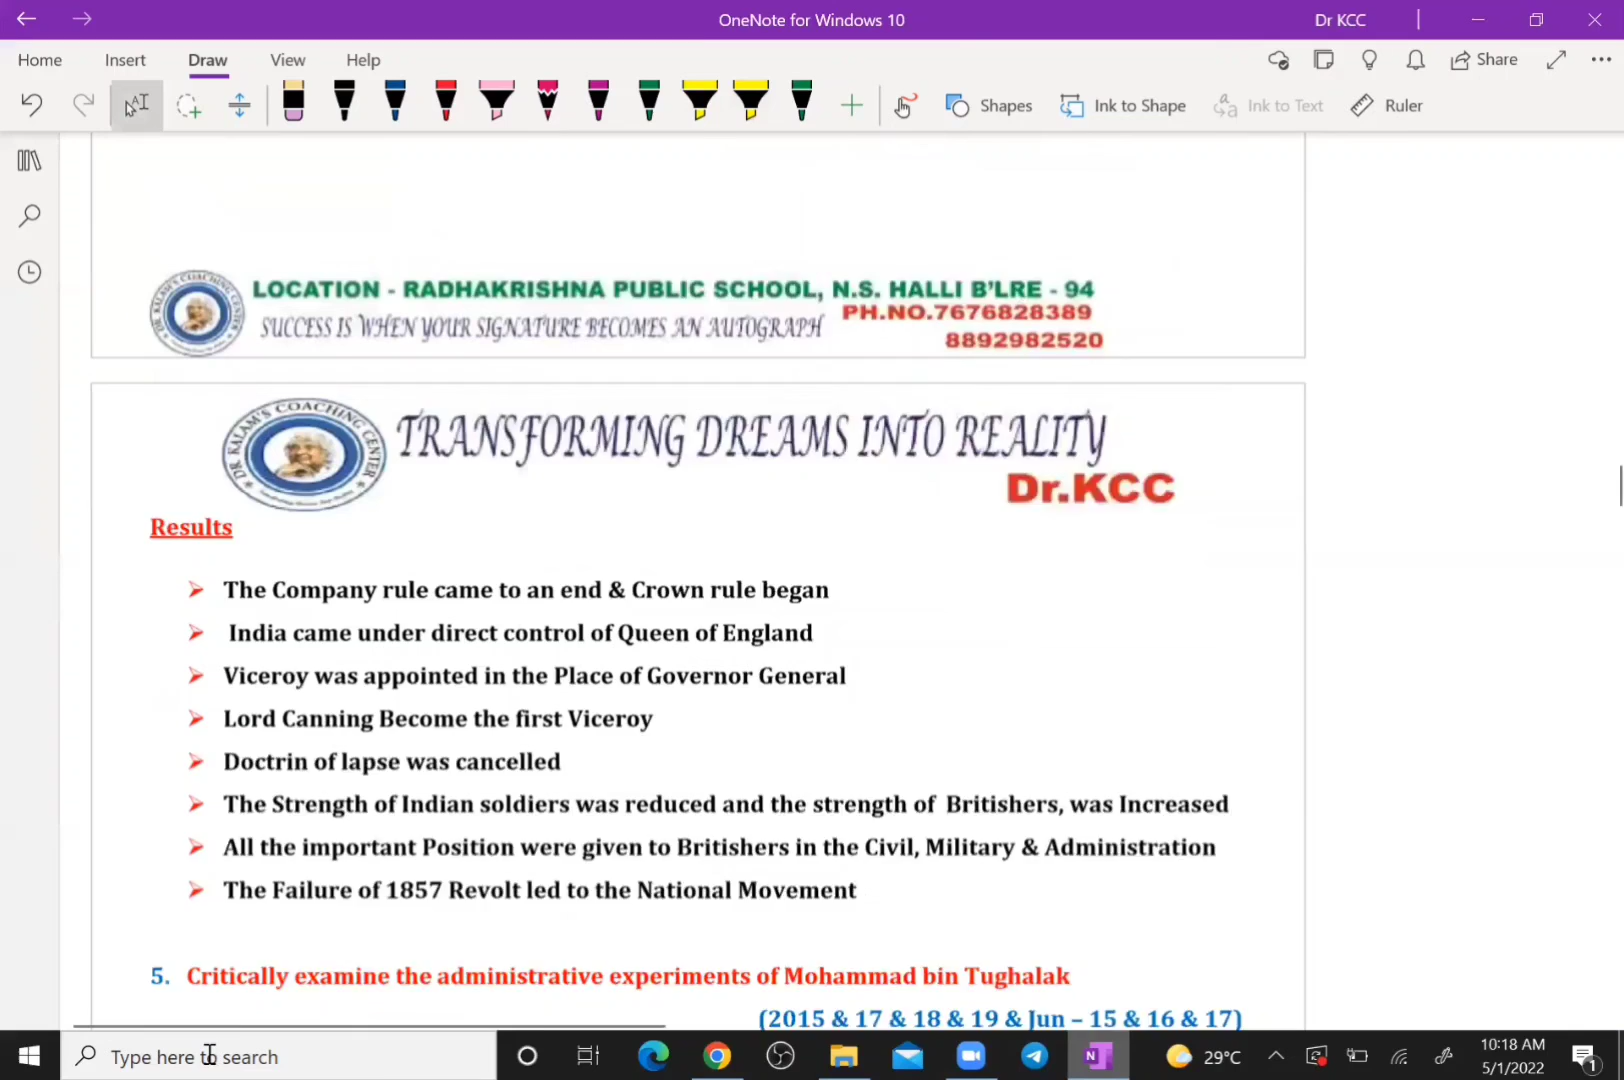 OneNote for Windows 10
Dr KCC
Home
Insert
Draw
View
Help
Share
Shapes
Ink to Shape
Ink to Text
Ruler
LOCATION - RADHAKRISHNA PUBLIC SCHOOL, N.S. HALLI B'LRE - 94
SUCCESS IS WHEN YOUR SIGNATURE BECOMES AN AUTOGRAPH
PH.NO.7676828389
8892982520
DR KALAM'S COACHING CENTER
TRANSFORMING DREAMS INTO REALITY
Dr.KCC
Results
➢ The Company rule came to an end & Crown rule began
➢ India came under direct control of Queen of England
➢ Viceroy was appointed in the Place of Governor General
➢ Lord Canning Become the first Viceroy
➢ Doctrin of lapse was cancelled
➢ The Strength of Indian soldiers was reduced and the strength of Britishers, was Increased
➢ All the important Position were given to Britishers in the Civil, Military & Administration
➢ The Failure of 1857 Revolt led to the National Movement
5. Critically examine the administrative experiments of Mohammad bin Tughalak
(2015 & 17 & 18 & 19 & Jun – 15 & 16 & 17)
Type here to search
29°C
10:18 AM
5/1/2022
1